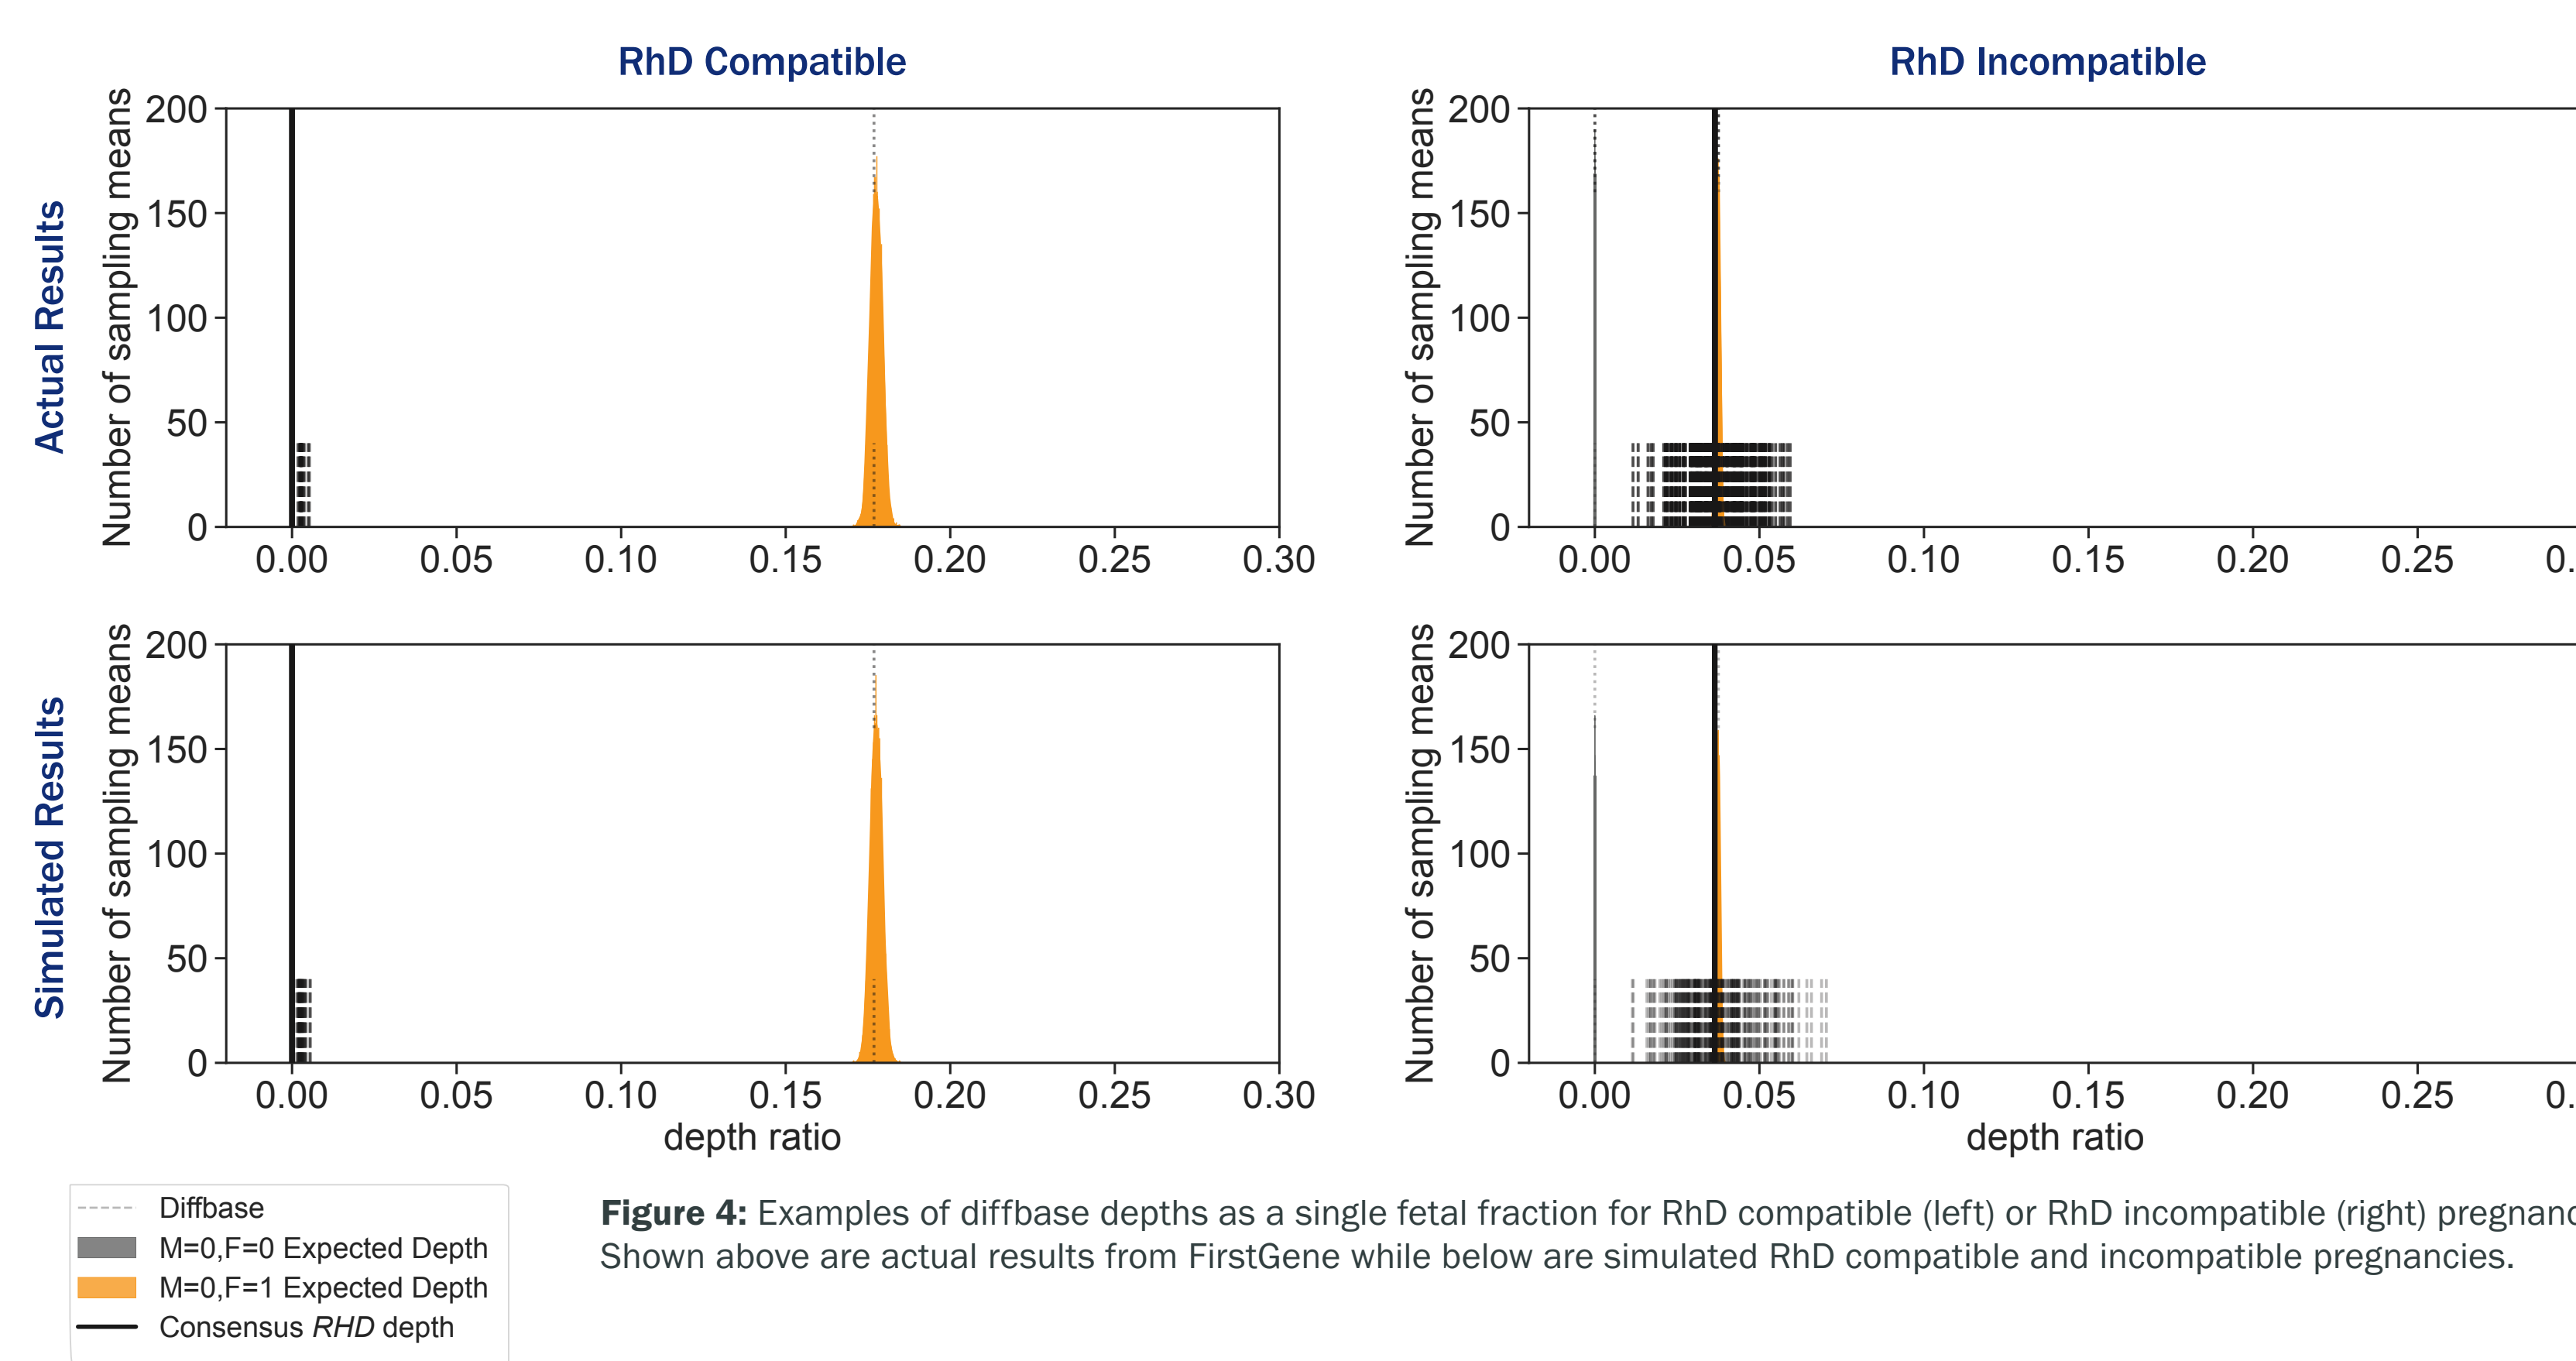 RhD Compatible
RhD Incompatible
Actual Results
Number of sampling means
200
150
100
50
0
0.00 0.05 0.10 0.15 0.20 0.25 0.30
Number of sampling means
200
150
100
50
0
0.00 0.05 0.10 0.15 0.20 0.25 0.
Simulated Results
Number of sampling means
200
150
100
50
0
0.00 0.05 0.10 0.15 0.20 0.25 0.30
depth ratio
Number of sampling means
200
150
100
50
0
0.00 0.05 0.10 0.15 0.20 0.25 0.
depth ratio
Diffbase
M=0,F=0 Expected Depth
M=0,F=1 Expected Depth
Consensus RHD depth
Figure 4: Examples of diffbase depths as a single fetal fraction for RhD compatible (left) or RhD incompatible (right) pregnanc
Shown above are actual results from FirstGene while below are simulated RhD compatible and incompatible pregnancies.